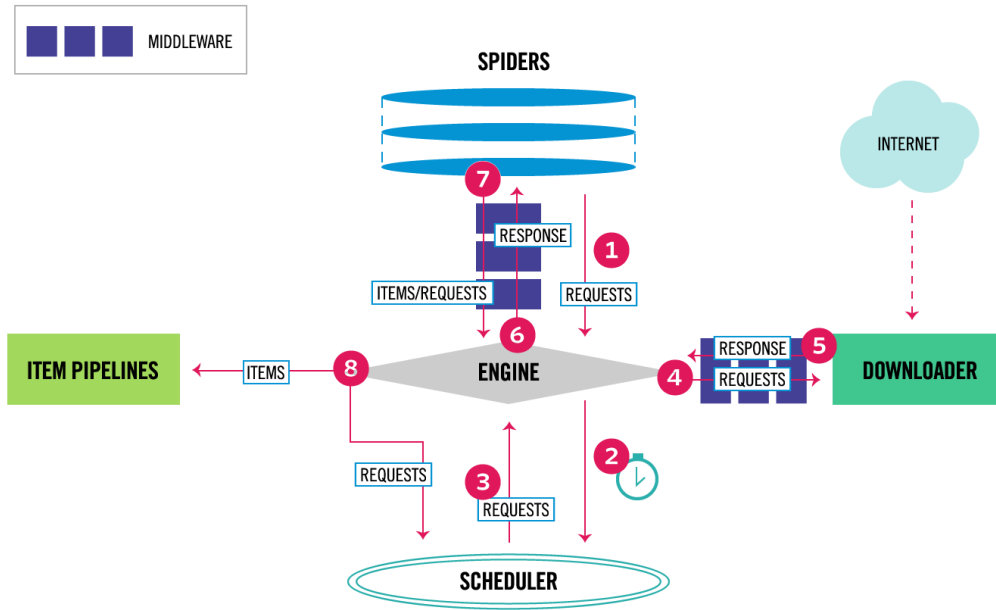 MIDDLEWARE
SPIDERS
INTERNET
7
RESPONSE
1
ITEMS/REQUESTS
REQUESTS
6
ITEM PIPELINES
ITEMS
8
ENGINE
4
RESPONSE
5
REQUESTS
DOWNLOADER
2
REQUESTS
3
REQUESTS
SCHEDULER